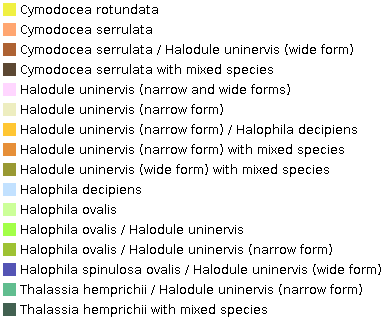 Cymodocea rotundata
Cymodocea serrulata
Cymodocea serrulata / Halodule uninervis (wide form)
Cymodocea serrulata with mixed species
Halodule uninervis (narrow and wide forms)
Halodule uninervis (narrow form)
Halodule uninervis (narrow form) / Halophila decipiens
Halodule uninervis (narrow form) with mixed species
Halodule uninervis (wide form) with mixed species
Halophila decipiens
Halophila ovalis
Halophila ovalis / Halodule uninervis
Halophila ovalis / Halodule uninervis (narrow form)
Halophila spinulosa ovalis / Halodule uninervis (wide form)
Thalassia hemprichii / Halodule uninervis (narrow form)
Thalassia hemprichii with mixed species